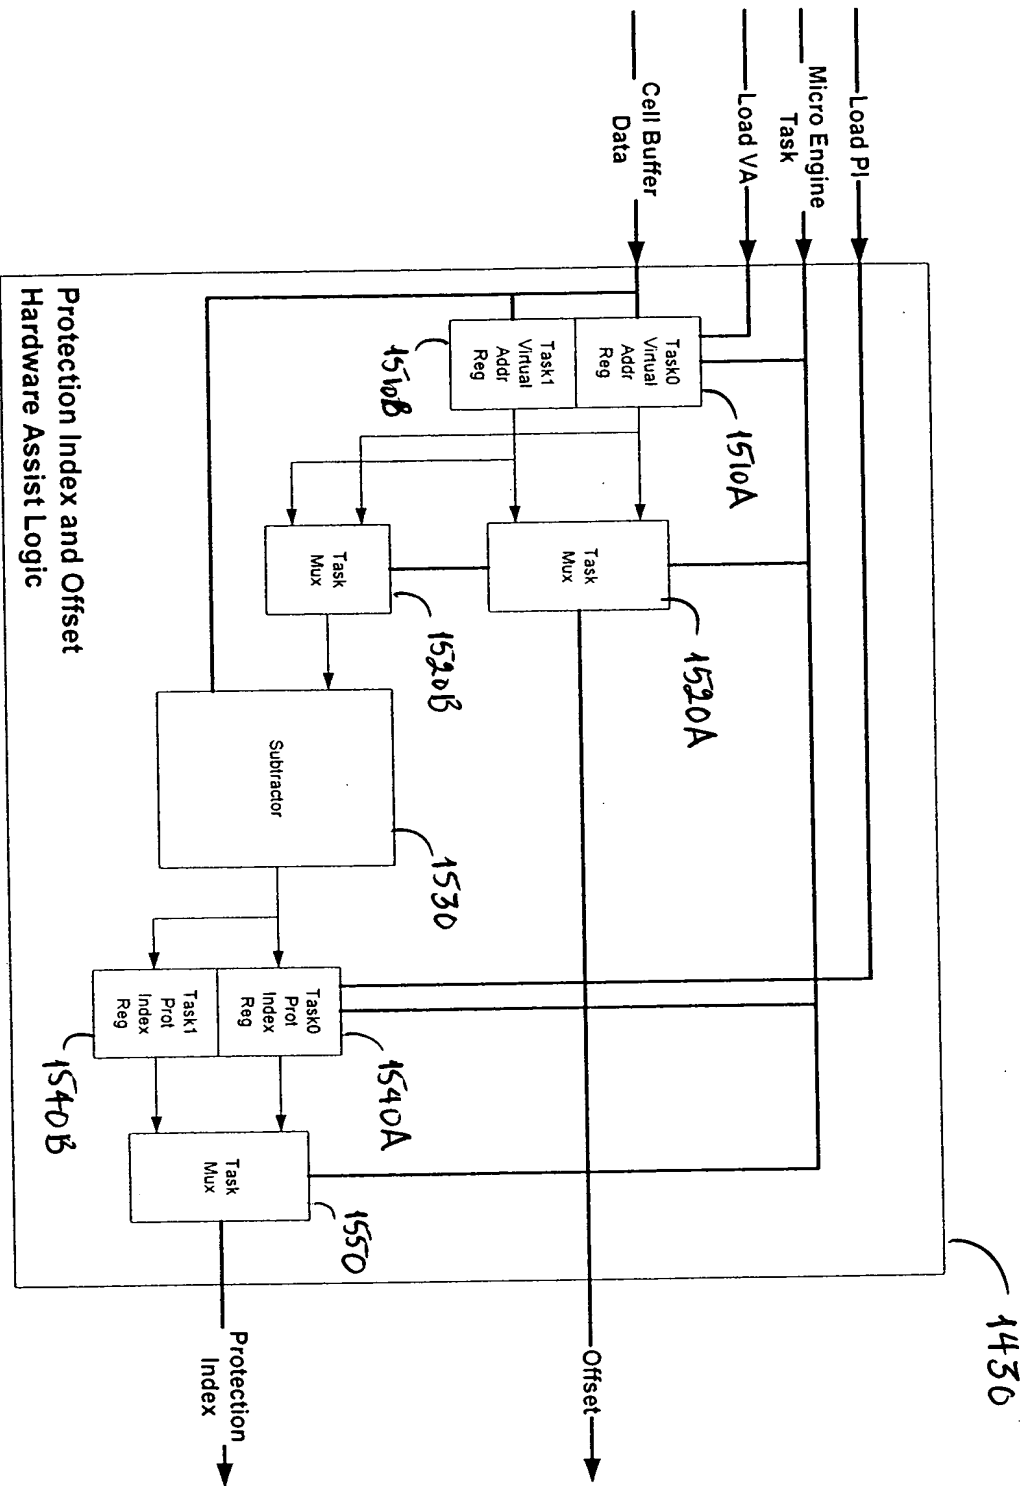 Load PI
Micro Engine
Task
Load VA
Cell Buffer
Data
Task0
Virtual
Addr
Reg
Task1
Virtual
Addr
Reg
1510A
1510B
Task
Mux
1520A
Task
Mux
1520B
Subtractor
1530
Task0
Prot
Index
Reg
Task1
Prot
Index
Reg
1540A
1540B
Task
Mux
1550
1430
Offset
Protection
Index
Protection Index and Offset
Hardware Assist Logic